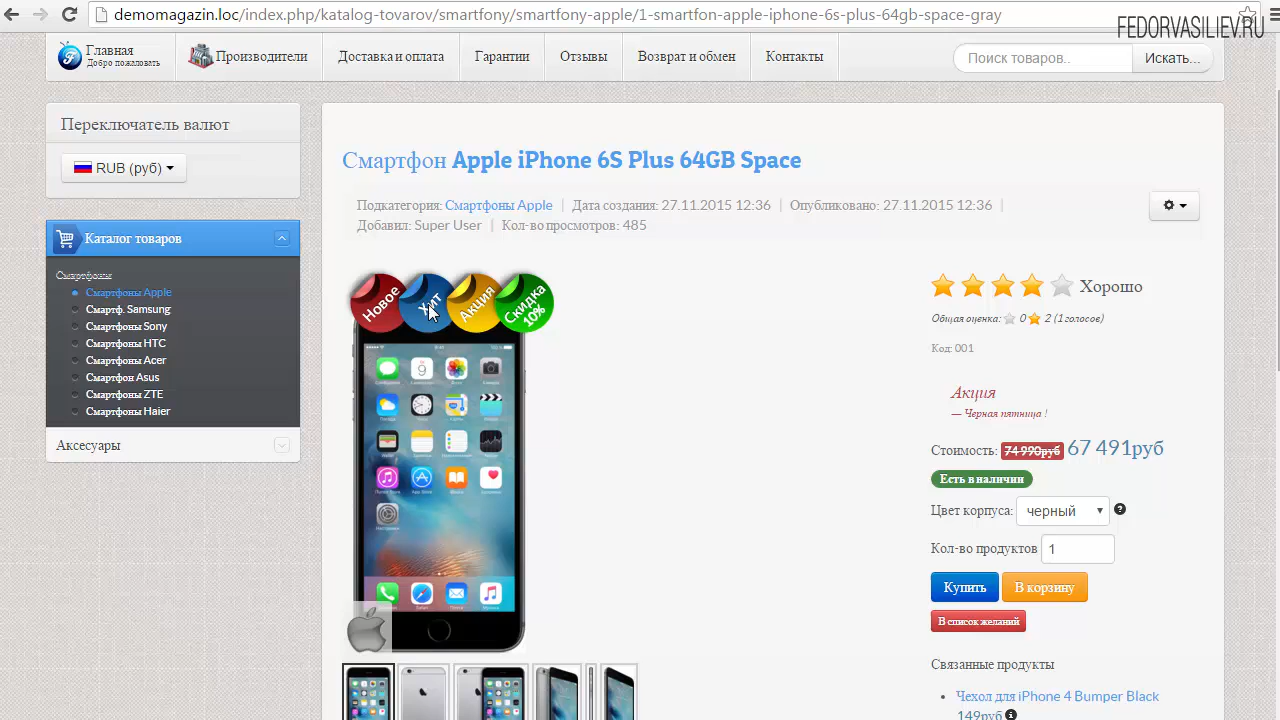 demomagazin.loc/index.php/katalog-tovarov/smartfony/smartfony-apple/1-smartfon-apple-iphone-6s-plus-64gb-space-gray
FEDORVASILIEV.RU
Главная
Добро пожаловать
Производители
Доставка и оплата
Гарантии
Отзывы
Возврат и обмен
Контакты
Поиск товаров..
Искать...
Переключатель валют
RUB (руб)
Каталог товаров
Смартфоны
Смартфоны Apple
Смартф. Samsung
Смартфоны Sony
Смартфоны HTC
Смартфоны Acer
Смартфон Asus
Смартфоны ZTE
Смартфоны Haier
Аксесуары
Смартфон Apple iPhone 6S Plus 64GB Space
Подкатегория: Смартфоны Apple | Дата создания: 27.11.2015 12:36 | Опубликовано: 27.11.2015 12:36 |
Добавил: Super User | Кол-во просмотров: 485
Новое
Хит
Акция
Скидка
10%
Хорошо
Общая оценка: 0 2 (1голосов)
Код: 001
Акция
— Черная пятница !
Стоимость: 74 990руб 67 491руб
Есть в наличии
Цвет корпуса: черный
Кол-во продуктов 1
Купить
В корзину
В список желаний
Связанные продукты
Чехол для iPhone 4 Bumper Black
149руб